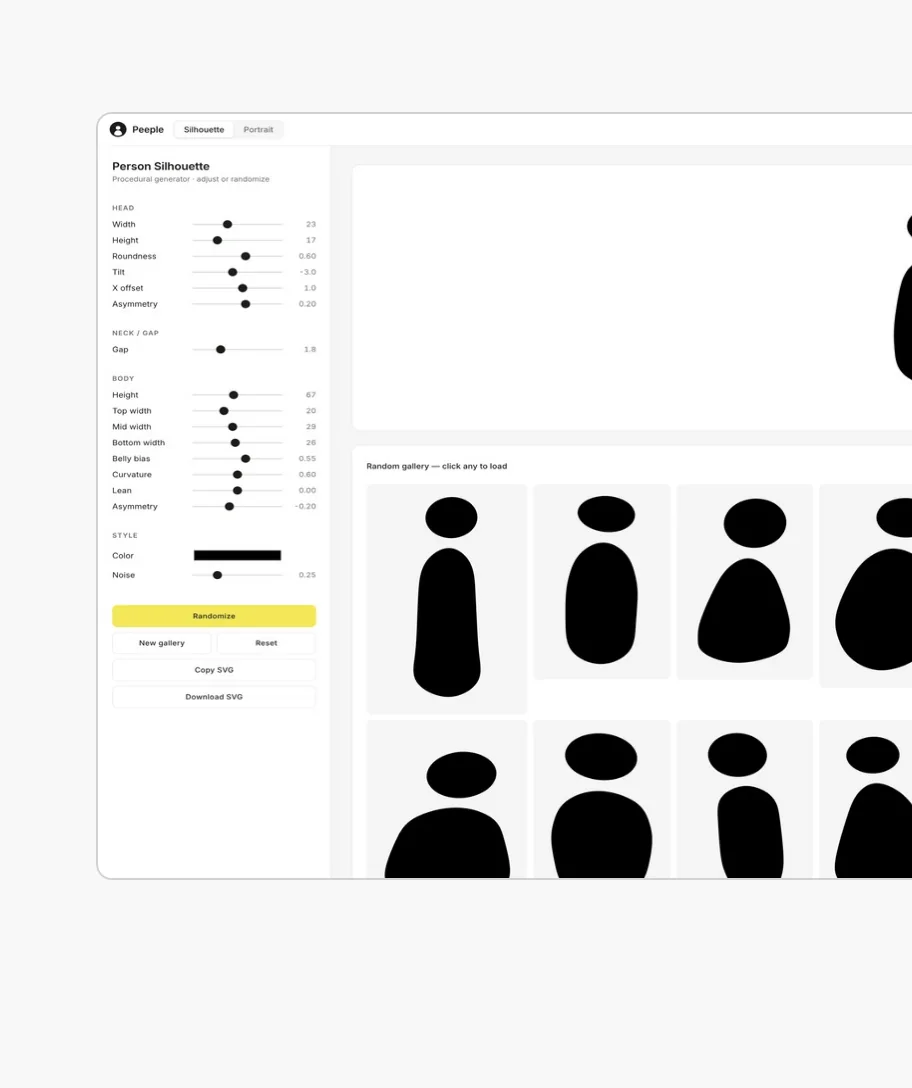 Peeple Silhouette Portrait
Person Silhouette
Procedural generator · adjust or randomize
HEAD
Width 23
Height 17
Roundness 0.60
Tilt -3.0
X offset 1.0
Asymmetry 0.20
NECK / GAP
Gap 1.8
BODY
Height 67
Top width 20
Mid width 29
Bottom width 26
Belly bias 0.55
Curvature 0.60
Lean 0.00
Asymmetry -0.20
STYLE
Color
Noise 0.25
Randomize
New gallery Reset
Copy SVG
Download SVG
Random gallery — click any to load